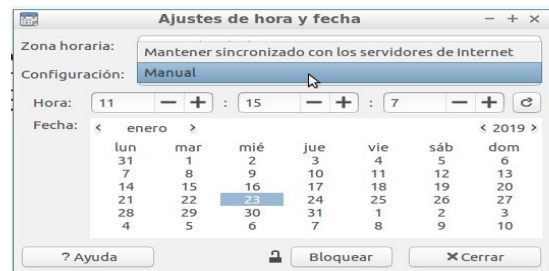 Ajustes de hora y fecha
Zona horaria:
Mantener sincronizado con los servidores de Internet
Configuración: Manual
Hora: 11 : 15 : 7
Fecha: enero 2019
lun mar mié jue vie sáb dom
31 1 2 3 4 5 6
7 8 9 10 11 12 13
14 15 16 17 18 19 20
21 22 23 24 25 26 27
28 29 30 31 1 2 3
4 5 6 7 8 9 10
? Ayuda Bloquear Cerrar